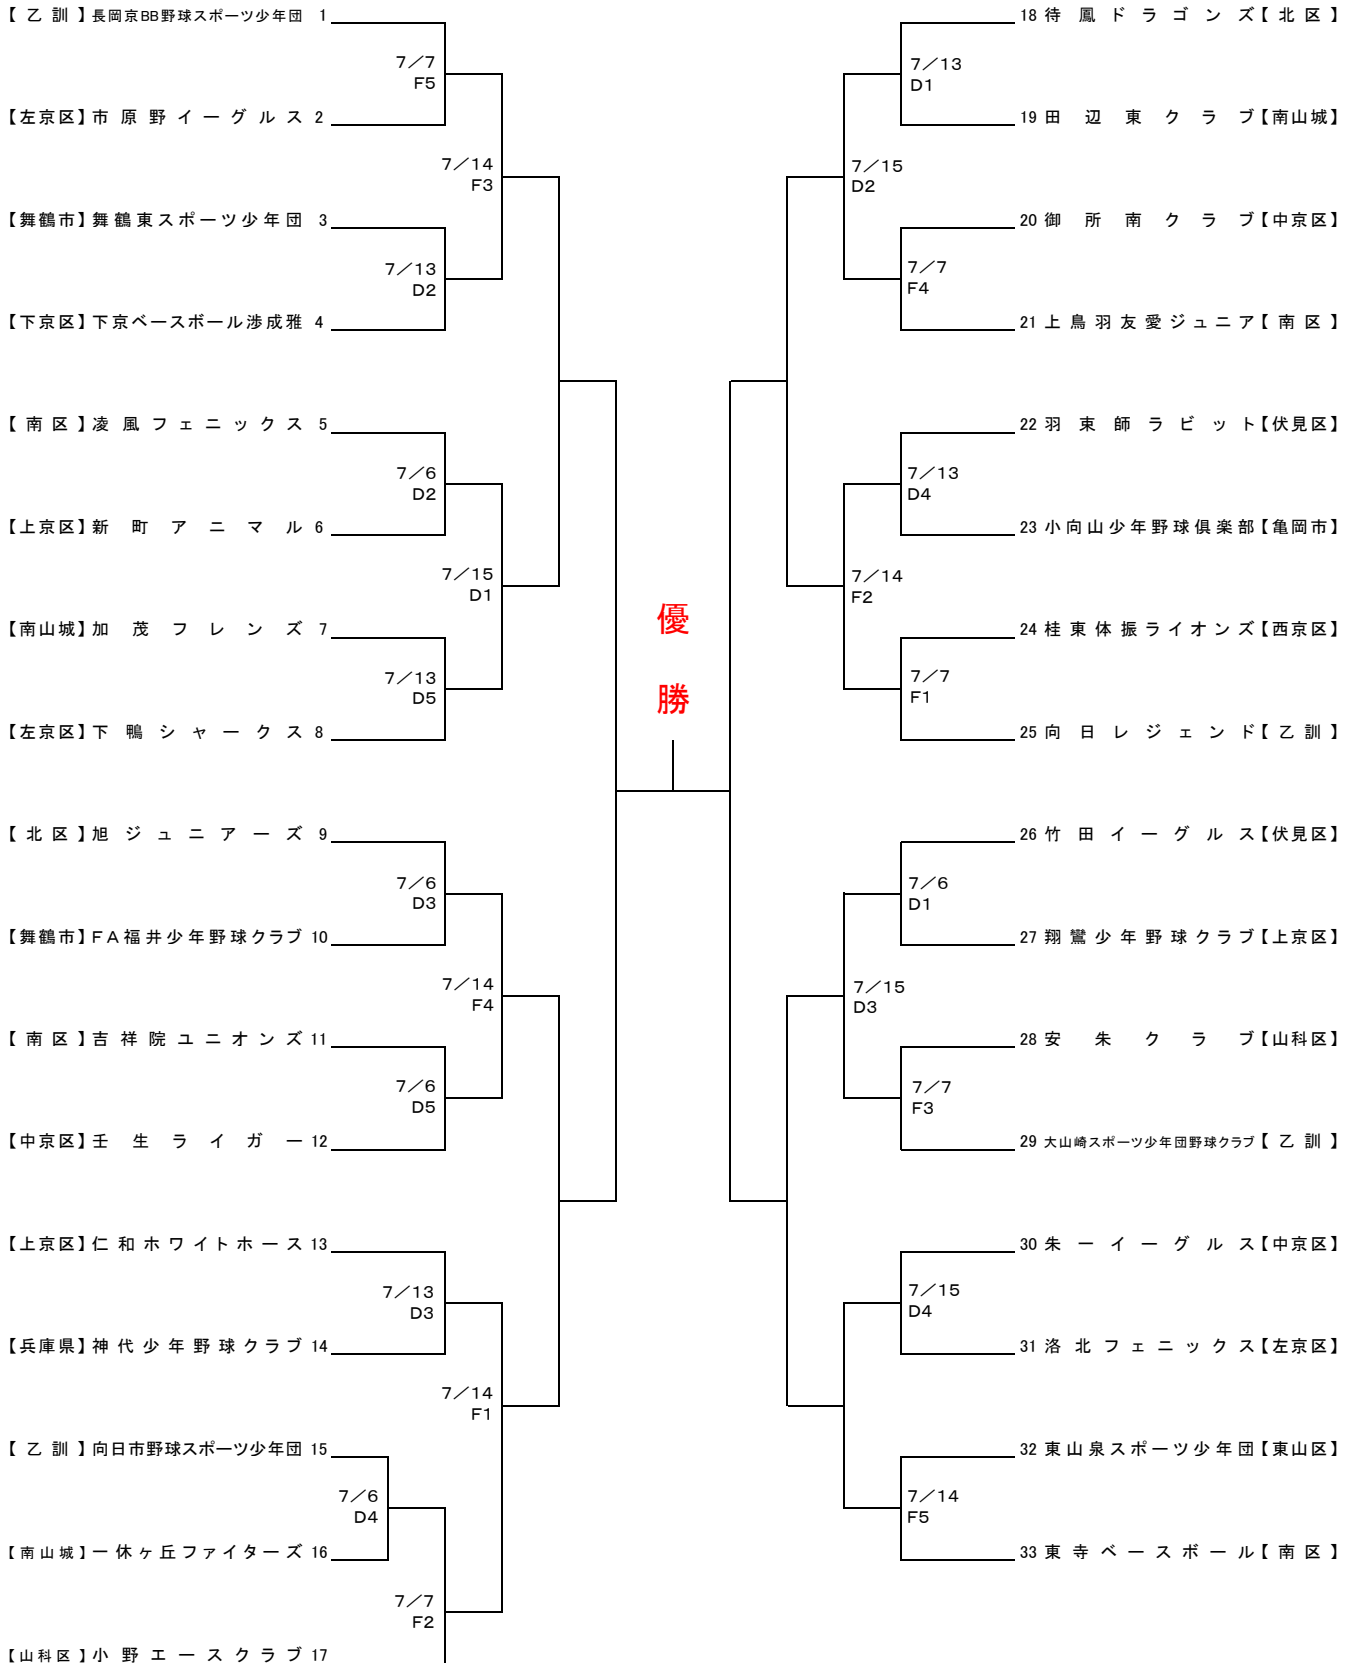 【 乙 訓 】 長岡京BB野球スポーツ少年団 1
7／7
F5
【左京区】 市原野イーグルス 2
7／14
F3
【舞鶴市】 舞鶴東スポーツ少年団 3
7／13
D2
【下京区】 下京ベースボール渉成雅 4
【 南 区 】 凌風フェニックス 5
7／6
D2
【上京区】 新町アニマル 6
7／15
D1
【南山城】 加茂フレンズ 7
7／13
D5
【左京区】 下鴨シャークス 8
【 北 区 】 旭ジュニアーズ 9
7／6
D3
【舞鶴市】 FA福井少年野球クラブ 10
7／14
F4
【 南 区 】 吉祥院ユニオンズ 11
7／6
D5
【中京区】 壬生ライガー 12
【上京区】 仁和ホワイトホース 13
7／13
D3
【兵庫県】 神代少年野球クラブ 14
7／14
F1
【 乙 訓 】 向日市野球スポーツ少年団 15
7／6
D4
【南山城】 一休ヶ丘ファイターズ 16
7／7
F2
【山科区】 小野エースクラブ 17
優
勝
18 待鳳ドラゴンズ 【 北 区 】
7／13
D1
19 田辺東クラブ 【南山城】
7／15
D2
20 御所南クラブ 【中京区】
7／7
F4
21 上鳥羽友愛ジュニア 【 南 区 】
22 羽束師ラビット 【伏見区】
7／13
D4
23 小向山少年野球倶楽部 【亀岡市】
7／14
F2
24 桂東体振ライオンズ 【西京区】
7／7
F1
25 向日レジェンド 【 乙 訓 】
26 竹田イーグルス 【伏見区】
7／6
D1
27 翔鸞少年野球クラブ 【上京区】
7／15
D3
28 安朱クラブ 【山科区】
7／7
F3
29 大山崎スポーツ少年団野球クラブ 【 乙 訓 】
30 朱一イーグルス 【中京区】
7／15
D4
31 洛北フェニックス 【左京区】
32 東山泉スポーツ少年団 【東山区】
7／14
F5
33 東寺ベースボール 【 南 区 】